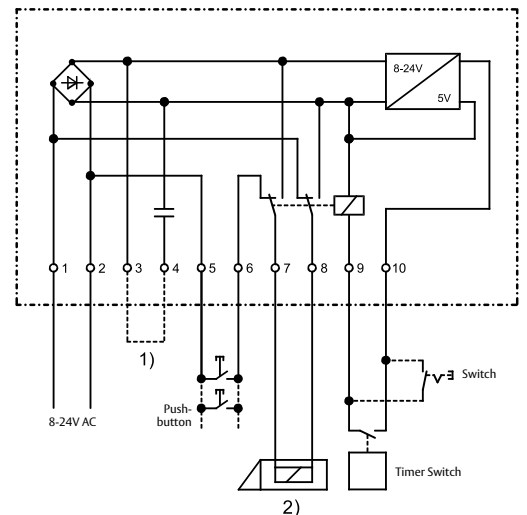 8-24V
5V
1 2 3 4 5 6 7 8 9 10
1)
Switch
Push-
button
8-24V AC
Timer Switch
2)